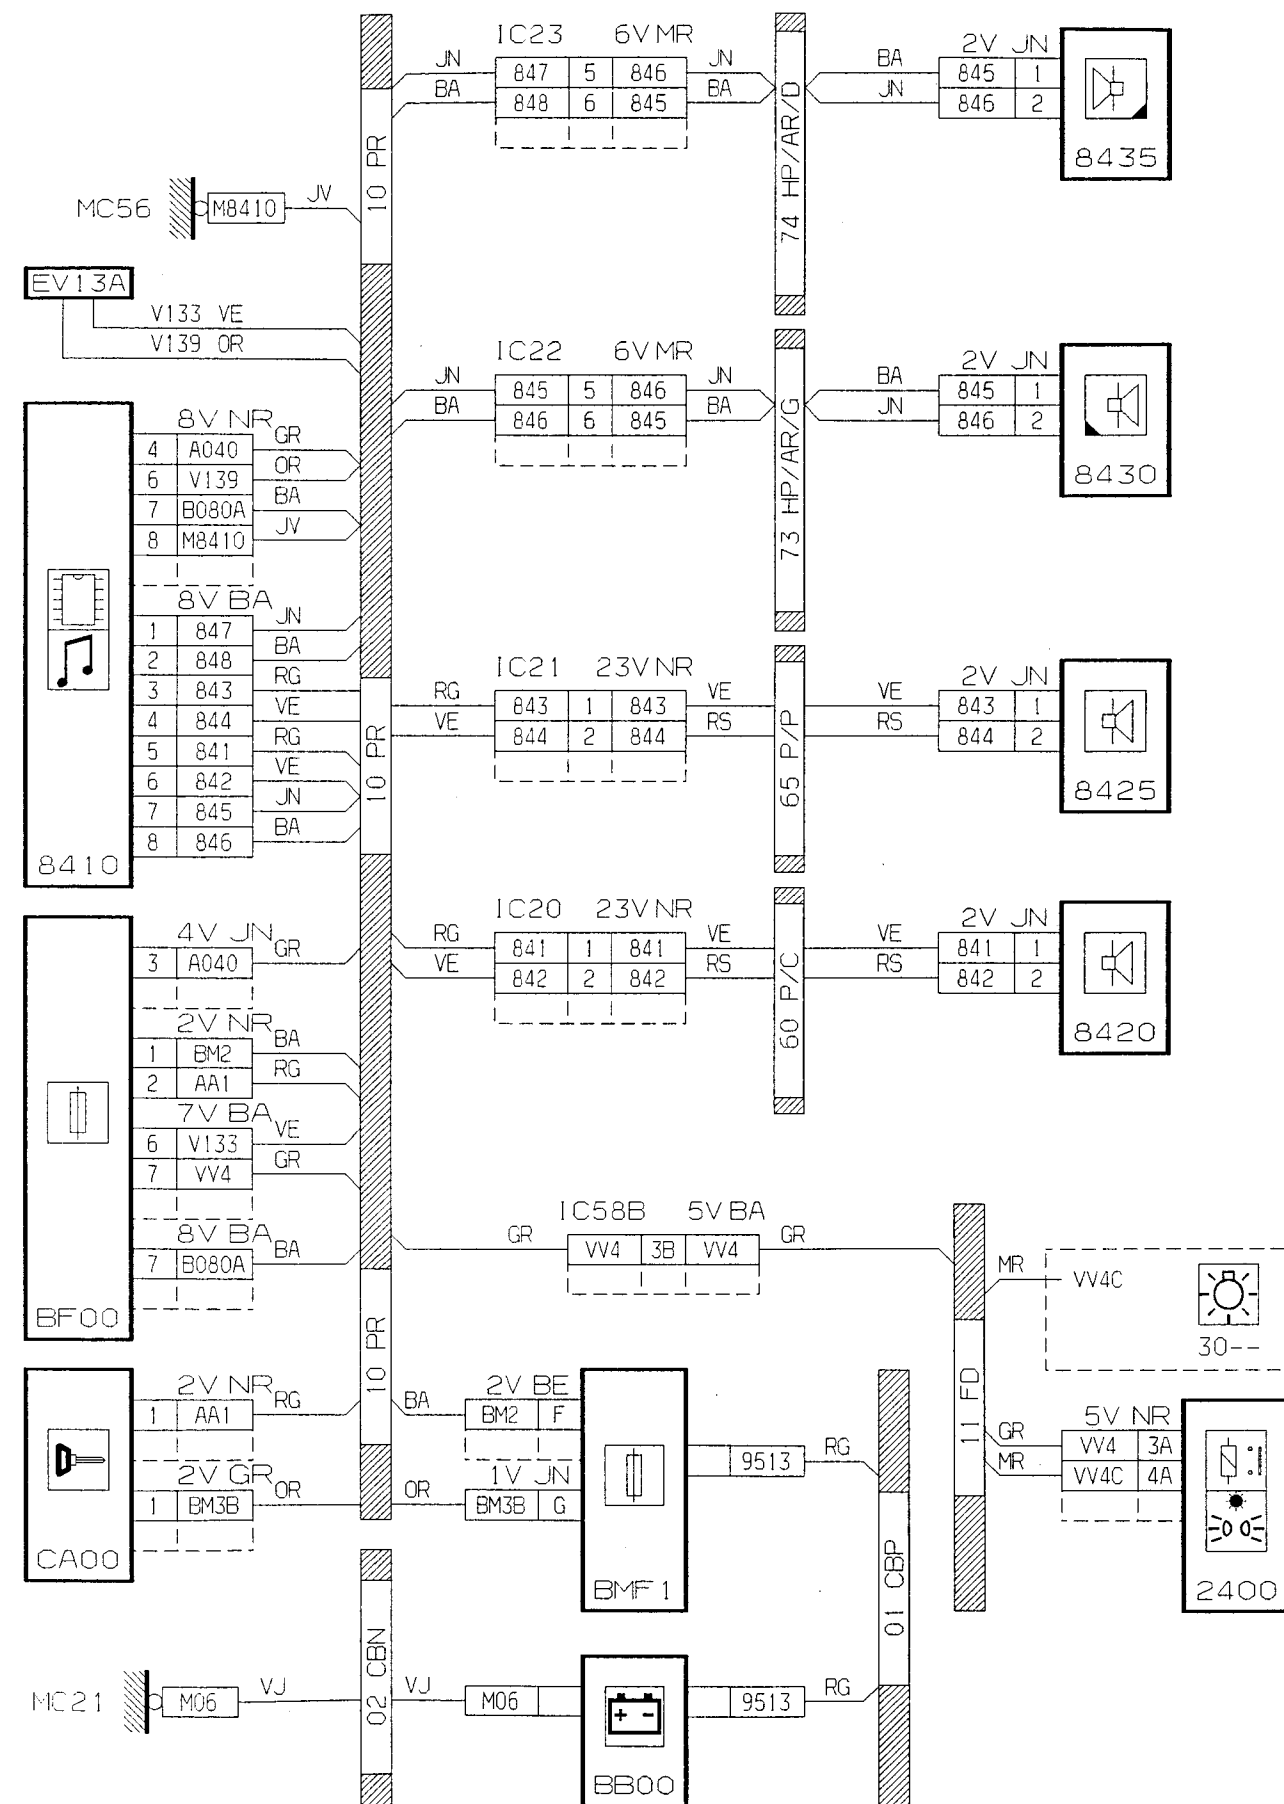 IC23 6V MR
JN 847 5 846 JN
BA 848 6 845 BA
BA 2V JN
845 1
JN 846 2
8435
10 PR
74 HP/AR/D
MC56 M8410 JV
EV13A
V133 VE
V139 OR
IC22 6V MR
JN 845 5 846 JN
BA 846 6 845 BA
BA 2V JN
845 1
JN 846 2
8430
73 HP/AR/G
8V NR
4 A040 GR
6 V139 OR
7 B080A BA
8 M8410 JV
8V BA
1 847 JN
2 848 BA
3 843 RG
4 844 VE
5 841 RG
6 842 VE
7 845 JN
8 846 BA
8410
10 PR
IC21 23V NR
RG 843 1 843 VE
VE 844 2 844 RS
65 P/P
2V JN
VE 843 1
RS 844 2
8425
IC20 23V NR
RG 841 1 841 VE
VE 842 2 842 RS
60 P/C
2V JN
VE 841 1
RS 842 2
8420
4V JN
3 A040 GR
2V NR
1 BM2 BA
2 AA1 RG
7V BA
6 V133 VE
7 VV4 GR
8V BA
7 B080A BA
BF00
IC58B 5V BA
GR VV4 3B VV4 GR
MR VV4C
30--
10 PR
11 FD
2V NR
1 AA1 RG
2V GR
1 BM3B OR
CA00
BA 2V BE
BM2 F
OR 1V JN
BM3B G
BMF1
9513 RG
01 CBP
5V NR
GR VV4 3A
MR VV4C 4A
2400
02 CBN
MC21 M06 VJ
VJ M06
+ -
BB00
9513 RG